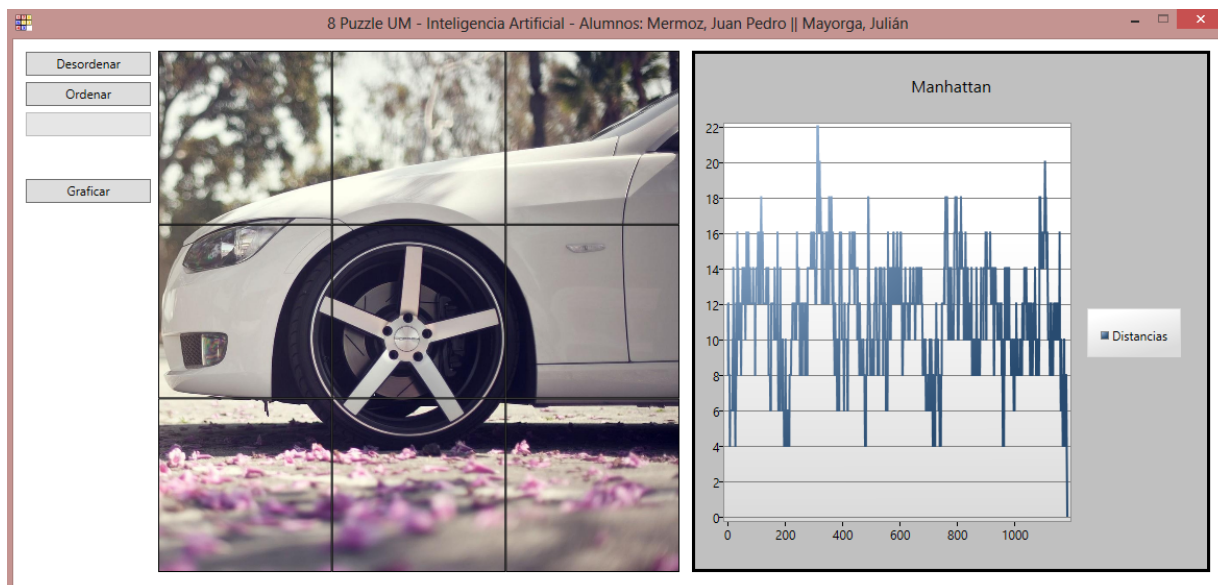 8 Puzzle UM - Inteligencia Artificial - Alumnos: Mermoz, Juan Pedro || Mayorga, Julián
Desordenar
Ordenar
Graficar
Manhattan
22
20
18
16
14
12
10
8
6
4
2
0
0 200 400 600 800 1000
Distancias